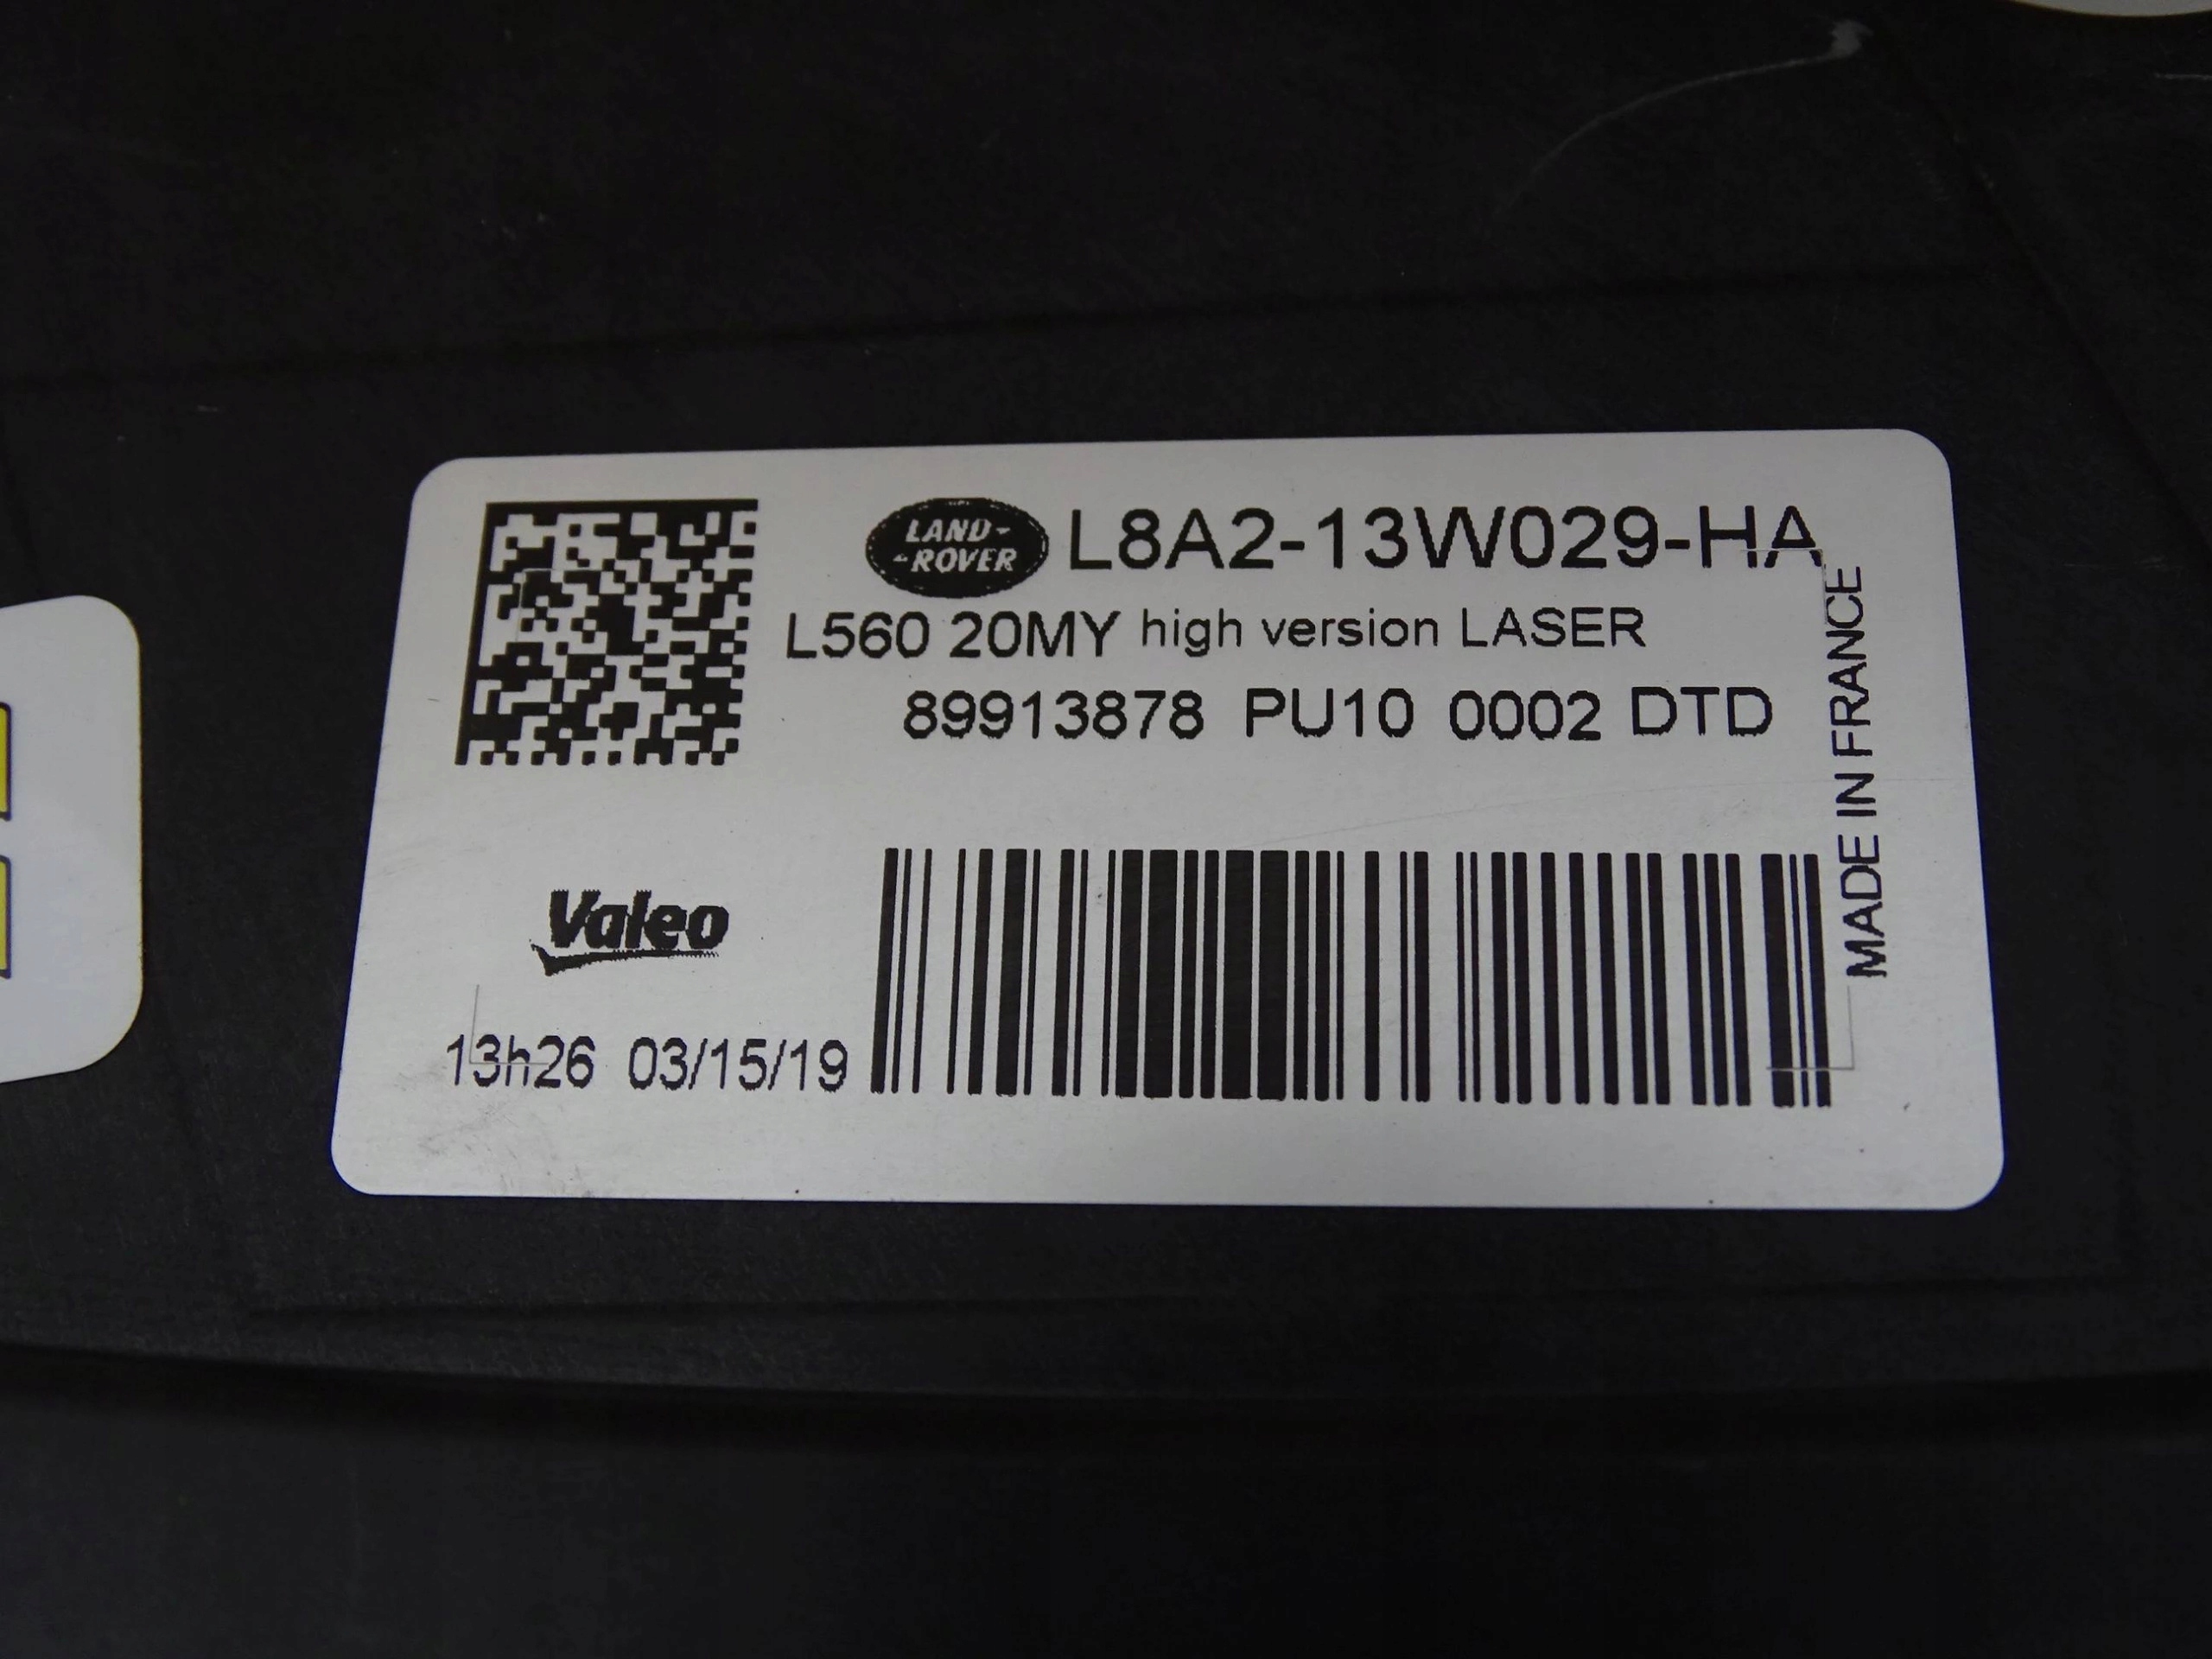 LAND-
-ROVER
L8A2-13W029-HA
L560 20MY high version LASER
89913878 PU10 0002 DTD
MADE IN FRANCE
Valeo
13h26 03/15/19